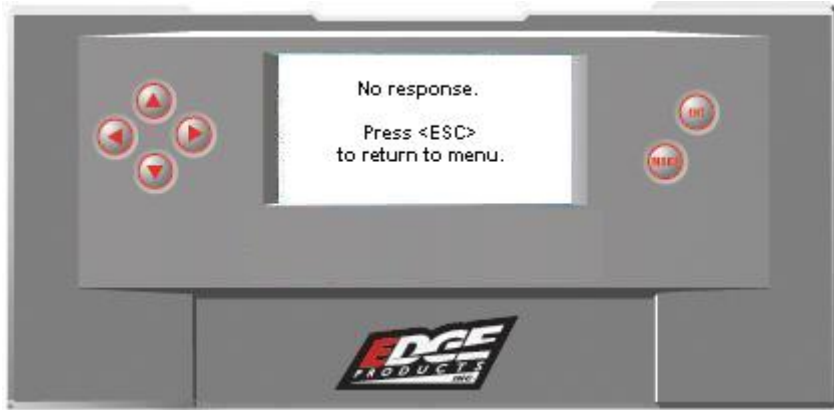 No response.
Press <ESC>
to return to menu.
EDGE
PRODUCTS
INC